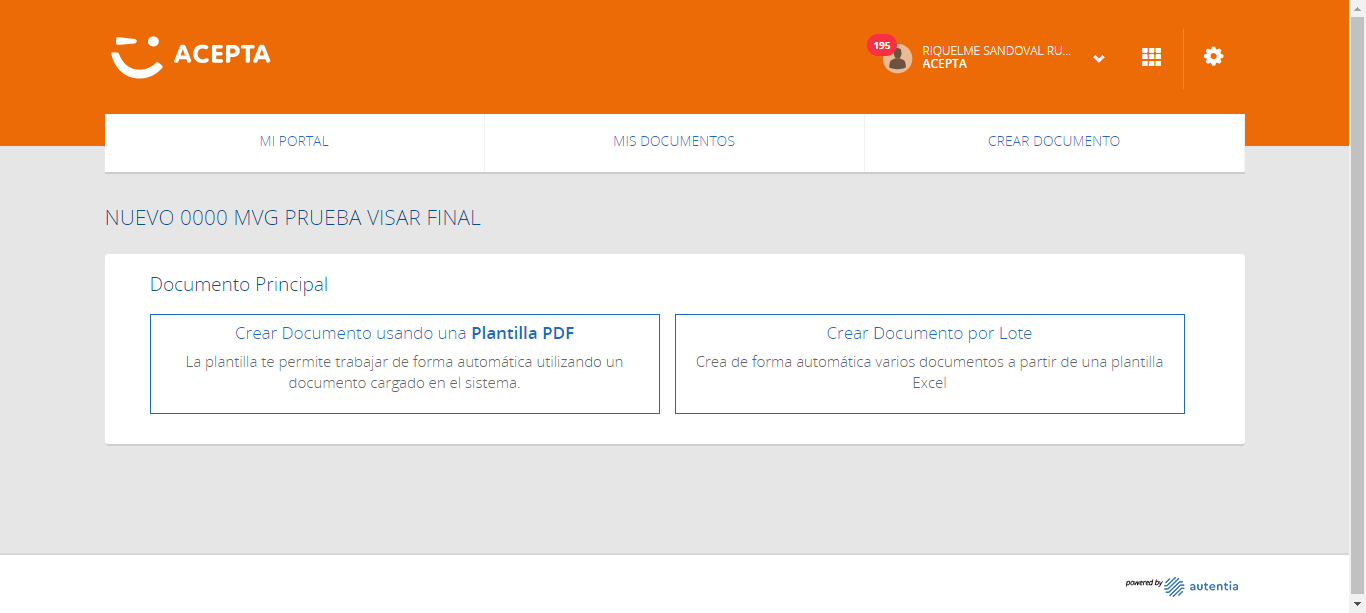 ACEPTA
195
RIQUELME SANDOVAL RU...
ACEPTA
MI PORTAL
MIS DOCUMENTOS
CREAR DOCUMENTO
NUEVO 0000 MVG PRUEBA VISAR FINAL
Documento Principal
Crear Documento usando una Plantilla PDF
La plantilla te permite trabajar de forma automática utilizando un
documento cargado en el sistema.
Crear Documento por Lote
Crea de forma automática varios documentos a partir de una plantilla
Excel
powered by autentia